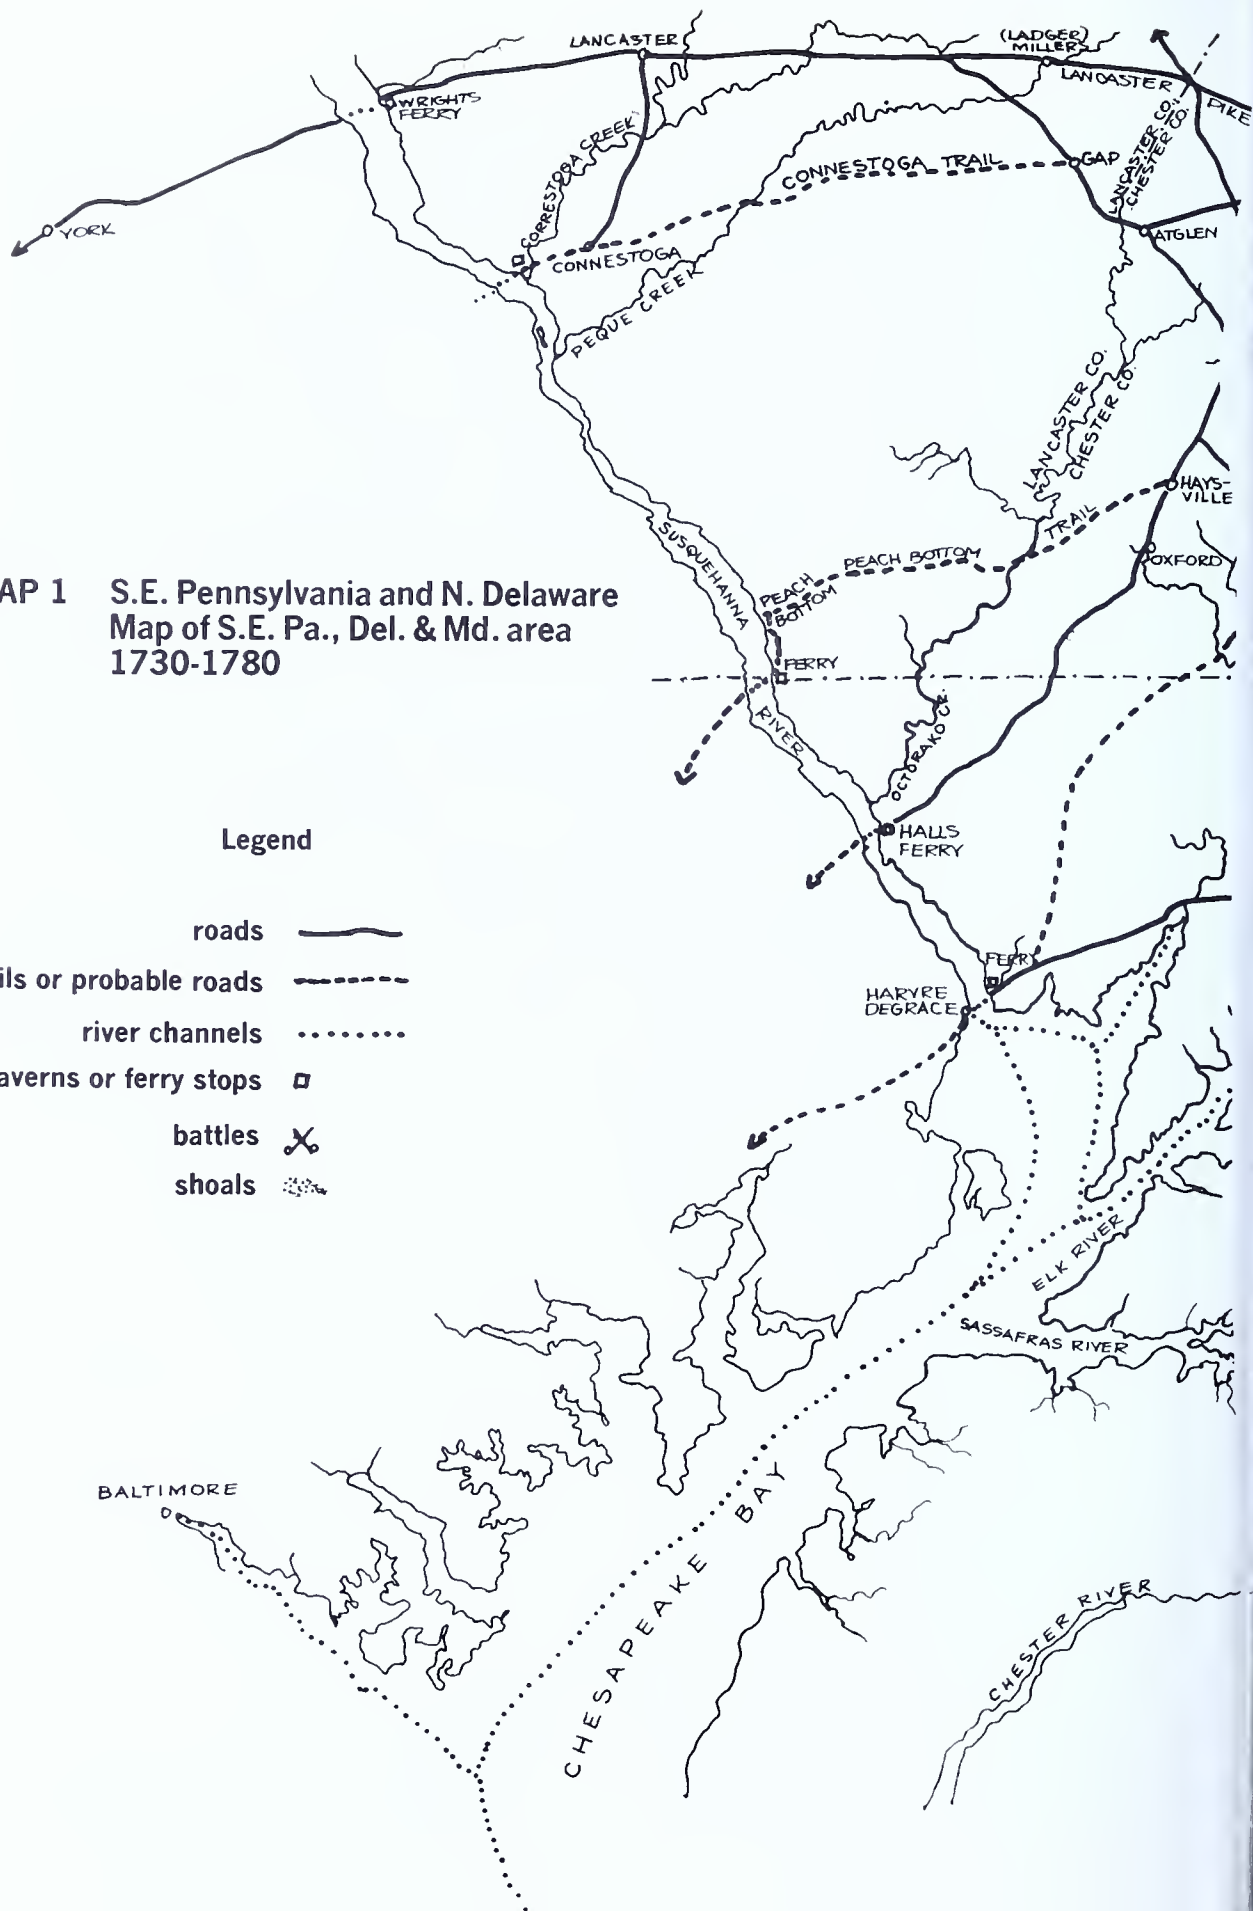 LANCASTER
(LADGER)
MILLERS
LANCASTER
PIKE
WRIGHTS
FERRY
LANCASTER CO.
CHESTER CO.
CORRESTOGA CREEK
CONNESTOGA TRAIL
GAP
YORK
ATGLEN
CONNESTOGA
PEQUE CREEK
LANCASTER CO.
CHESTER CO.
HAYS-
VILLE
TRAIL
SUSQUEHANNA
PEACH BOTTOM
OXFORD
PEACH
BOTTOM
AP 1 S.E. Pennsylvania and N. Delaware
Map of S.E. Pa., Del. & Md. area
1730-1780
FERRY
RIVER
OCTORAKO CR.
HALLS
FERRY
Legend
roads
ils or probable roads
river channels
averns or ferry stops
battles
shoals
FERRY
HARVRE
DEGRACE
ELK RIVER
SASSAFRAS RIVER
BALTIMORE
CHESAPEAKE BAY
CHESTER RIVER